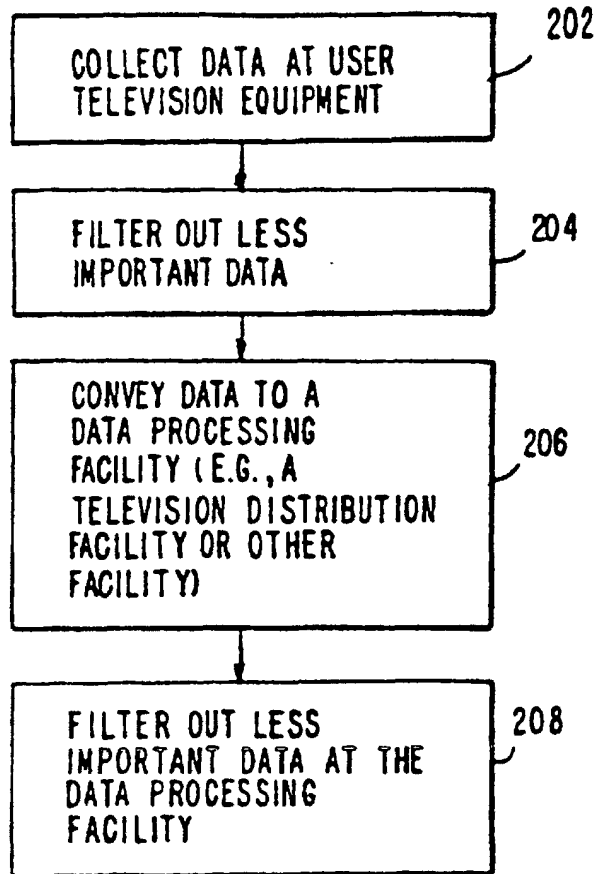 202
COLLECT DATA AT USER
TELEVISION EQUIPMENT
204
FILTER OUT LESS
IMPORTANT DATA
206
CONVEY DATA TO A
DATA PROCESSING
FACILITY (E.G., A
TELEVISION DISTRIBUTION
FACILITY OR OTHER
FACILITY)
208
FILTER OUT LESS
IMPORTANT DATA AT THE
DATA PROCESSING
FACILITY